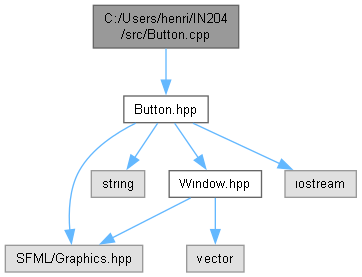 C:/Users/henri/IN204
/src/Button.cpp
Button.hpp
string
Window.hpp
iostream
SFML/Graphics.hpp
vector